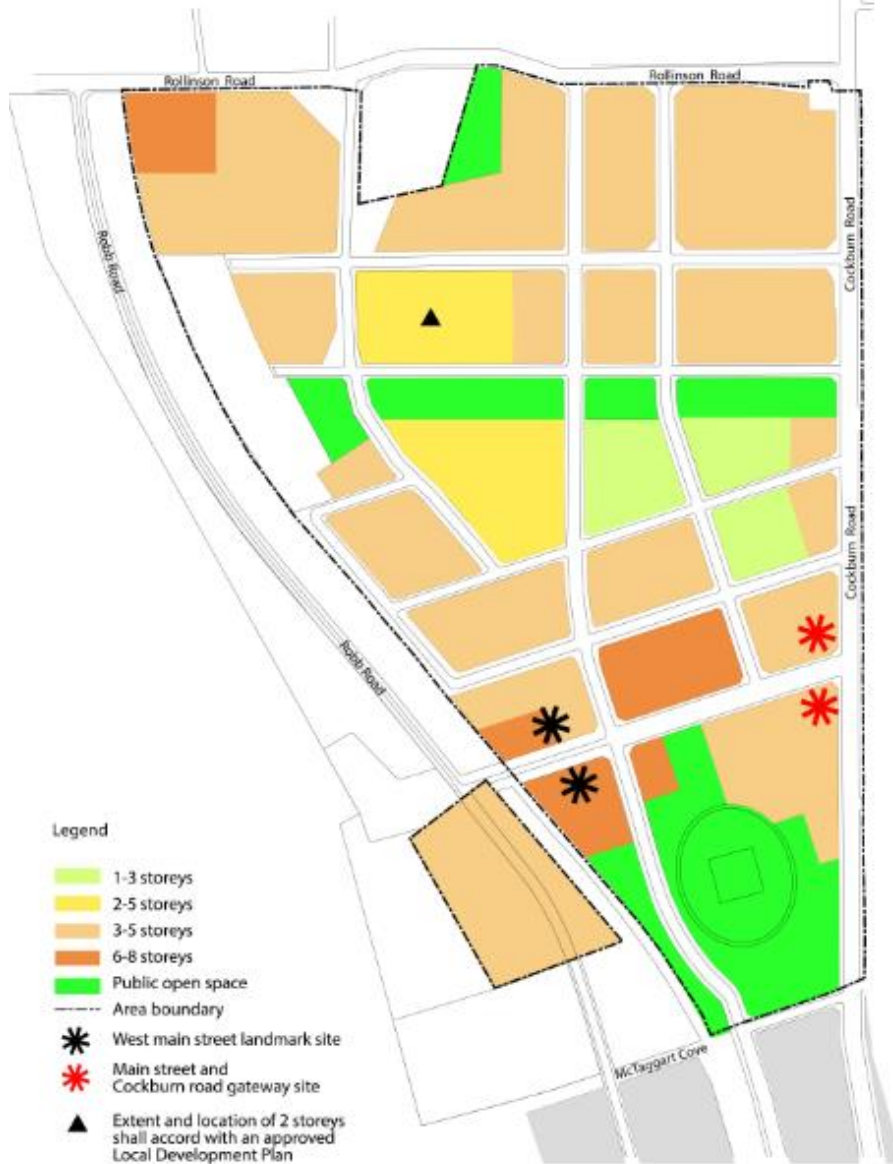 Rollinson Road
Rollinson Road
Cockburn Road
Robb Road
Cockburn Road
Robb Road
Legend
1-3 storeys
2-5 storeys
3-5 storeys
6-8 storeys
Public open space
Area boundary
West main street landmark site
Main street and
Cockburn road gateway site
Extent and location of 2 storeys
shall accord with an approved
Local Development Plan
McTaggart Cove